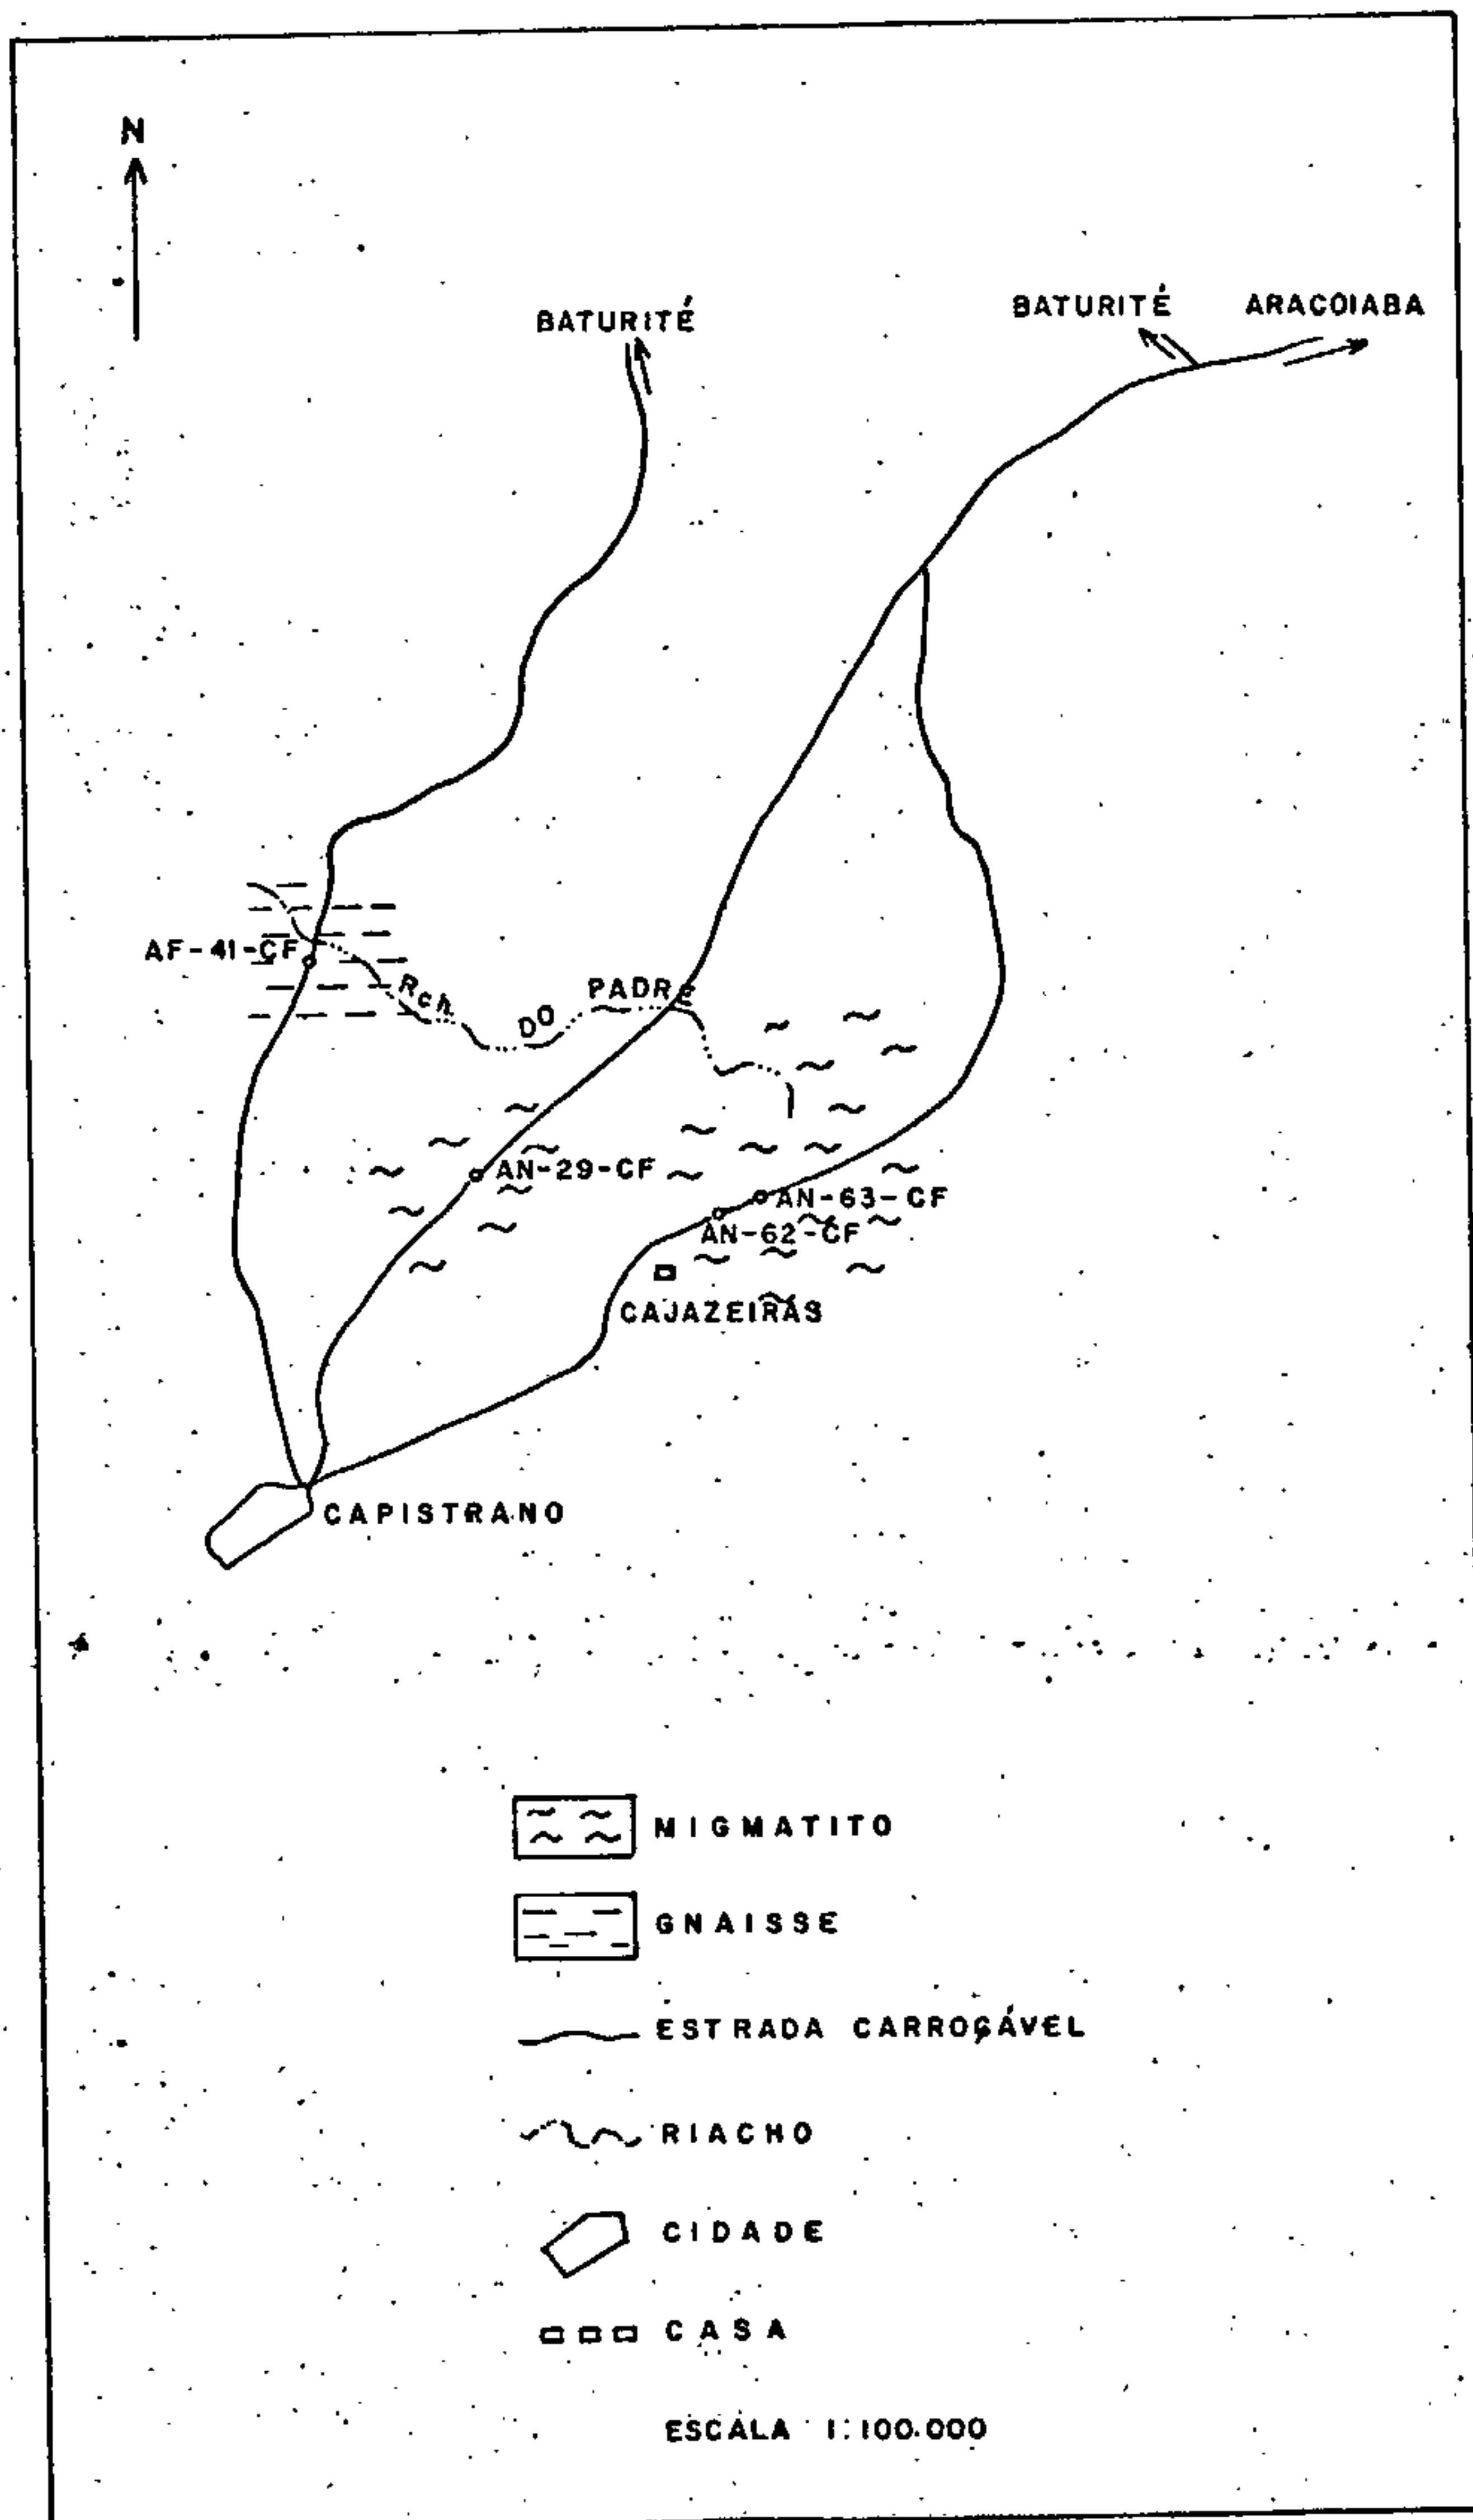 N
BATURITÉ
BATURITÉ ARACOIABA
AF-41-CF
RCH DO PADRE
AN-29-CF
AN-63-CF
AN-62-CF
CAJAZEIRAS
CAPISTRANO
MIGMATITO
GNAISSE
ESTRADA CARROÇÁVEL
RIACHO
CIDADE
CASA
ESCALA 1:100.000